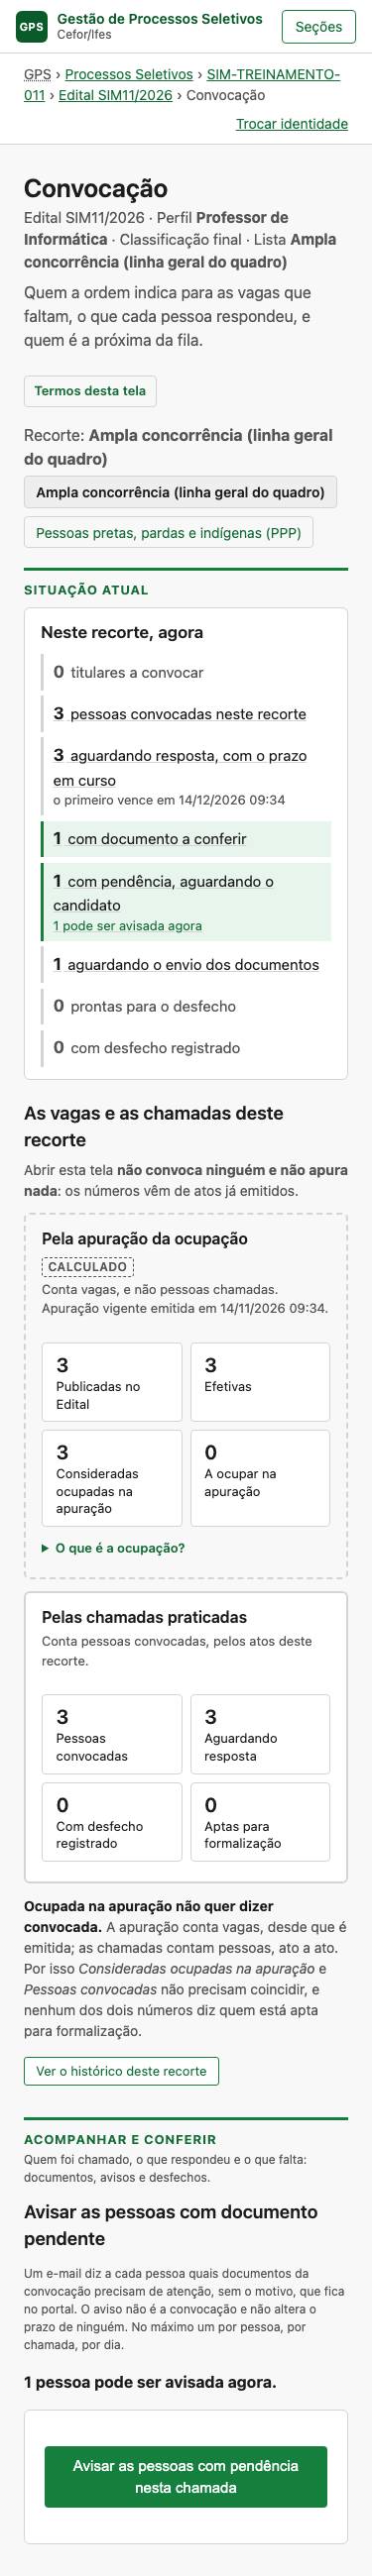 GPS
Gestão de Processos Seletivos
Cefor/Ifes
Seções
GPS › Processos Seletivos › SIM-TREINAMENTO-
011 › Edital SIM11/2026 › Convocação
Trocar identidade
Convocação
Edital SIM11/2026 · Perfil Professor de
Informática · Classificação final · Lista Ampla
concorrência (linha geral do quadro)
Quem a ordem indica para as vagas que
faltam, o que cada pessoa respondeu, e
quem é a próxima da fila.
Termos desta tela
Recorte: Ampla concorrência (linha geral
do quadro)
Ampla concorrência (linha geral do quadro)
Pessoas pretas, pardas e indígenas (PPP)
SITUAÇÃO ATUAL
Neste recorte, agora
0 titulares a convocar
3 pessoas convocadas neste recorte
3 aguardando resposta, com o prazo
em curso
o primeiro vence em 14/12/2026 09:34
1 com documento a conferir
1 com pendência, aguardando o
candidato
1 pode ser avisada agora
1 aguardando o envio dos documentos
0 prontas para o desfecho
0 com desfecho registrado
As vagas e as chamadas deste
recorte
Abrir esta tela não convoca ninguém e não apura
nada: os números vêm de atos já emitidos.
Pela apuração da ocupação
CALCULADO
Conta vagas, e não pessoas chamadas.
Apuração vigente emitida em 14/11/2026 09:34.
3
Publicadas no
Edital
3
Efetivas
3
Consideradas
ocupadas na
apuração
0
A ocupar na
apuração
▶ O que é a ocupação?
Pelas chamadas praticadas
Conta pessoas convocadas, pelos atos deste
recorte.
3
Pessoas
convocadas
3
Aguardando
resposta
0
Com desfecho
registrado
0
Aptas para
formalização
Ocupada na apuração não quer dizer
convocada. A apuração conta vagas, desde que é
emitida; as chamadas contam pessoas, ato a ato.
Por isso Consideradas ocupadas na apuração e
Pessoas convocadas não precisam coincidir, e
nenhum dos dois números diz quem está apta
para formalização.
Ver o histórico deste recorte
ACOMPANHAR E CONFERIR
Quem foi chamado, o que respondeu e o que falta:
documentos, avisos e desfechos.
Avisar as pessoas com documento
pendente
Um e-mail diz a cada pessoa quais documentos da
convocação precisam de atenção, sem o motivo, que fica
no portal. O aviso não é a convocação e não altera o
prazo de ninguém. No máximo um por pessoa, por
chamada, por dia.
1 pessoa pode ser avisada agora.
Avisar as pessoas com pendência
nesta chamada